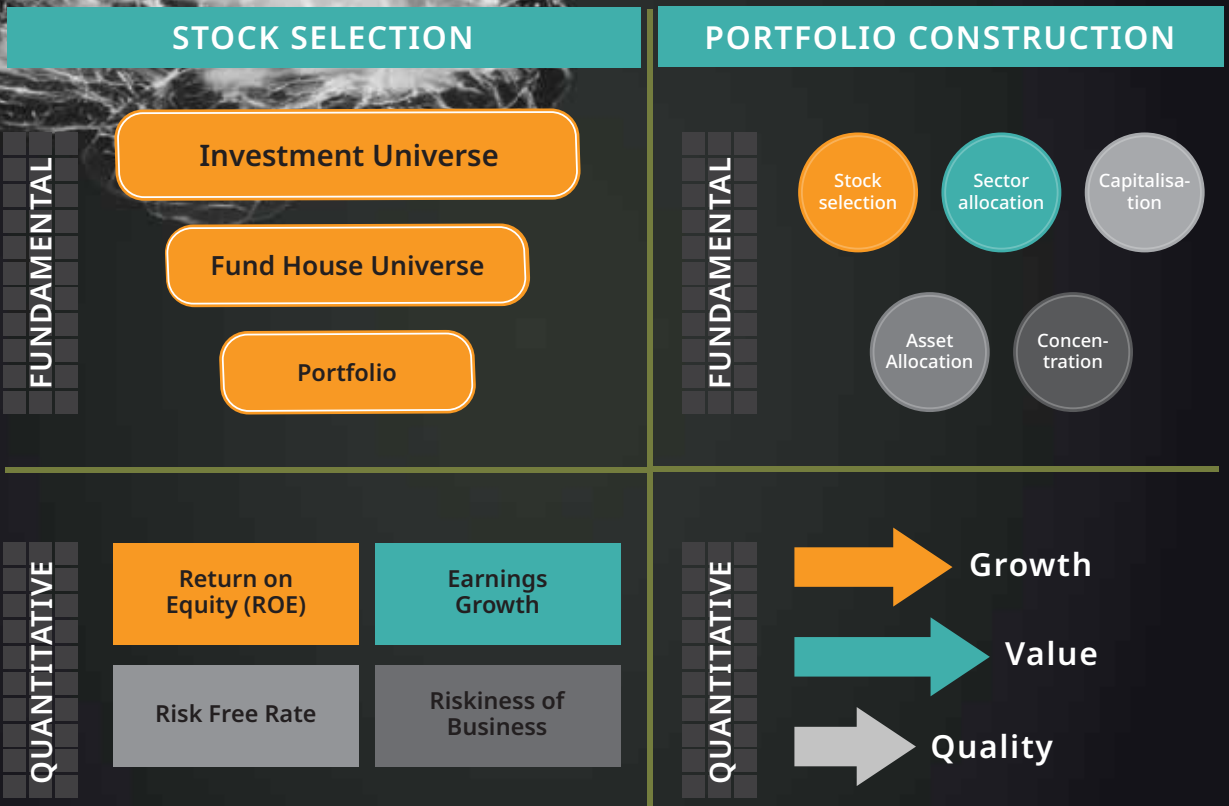 STOCK SELECTION
FUNDAMENTAL
Investment Universe
Fund House Universe
Portfolio
PORTFOLIO CONSTRUCTION
FUNDAMENTAL
Stock
selection
Sector
allocation
Capitalisa-
tion
Asset
Allocation
Concen-
tration
QUANTITATIVE
Return on
Equity (ROE)
Earnings
Growth
Risk Free Rate
Riskiness of
Business
QUANTITATIVE
Growth
Value
Quality